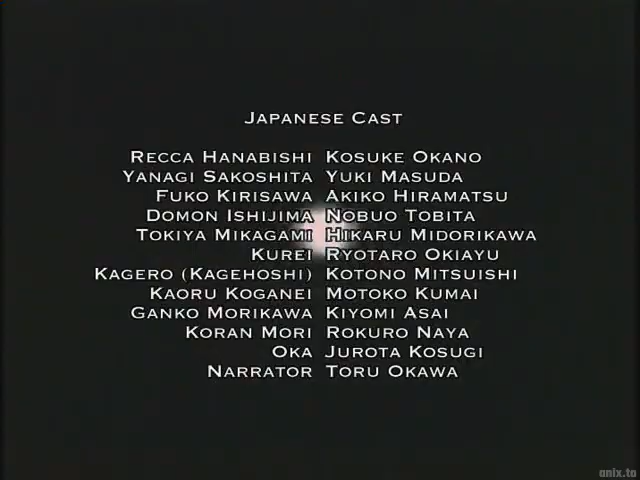 Japanese Cast
Recca Hanabishi Kosuke Okano
Yanagi Sakoshita Yuki Masuda
Fuko Kirisawa Akiko Hiramatsu
Domon Ishijima Nobuo Tobita
Tokiya Mikagami Hikaru Midorikawa
Kurei Ryotaro Okiayu
Kagero (Kagehoshi) Kotono Mitsuishi
Kaoru Koganei Motoko Kumai
Ganko Morikawa Kiyomi Asai
Koran Mori Rokuro Naya
Oka Jurota Kosugi
Narrator Toru Okawa
anix.to